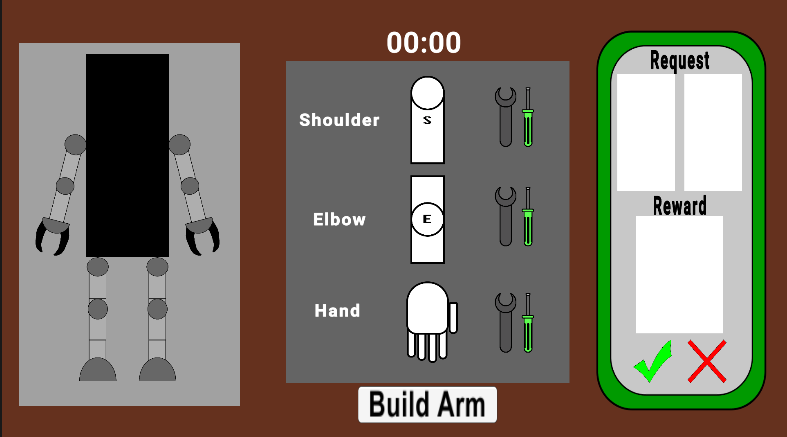 00:00
Shoulder
S
Elbow
E
Hand
Build Arm
Request
Reward